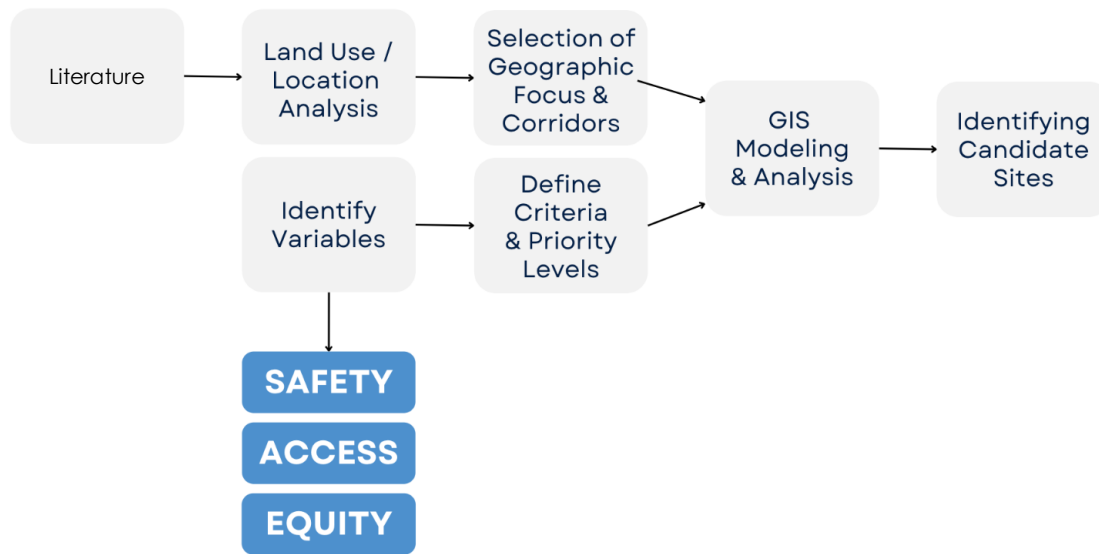 Literature
Land Use /
Location
Analysis
Selection of
Geographic
Focus &
Corridors
GIS
Modeling
& Analysis
Identifying
Candidate
Sites
Identify
Variables
Define
Criteria
& Priority
Levels
SAFETY
ACCESS
EQUITY